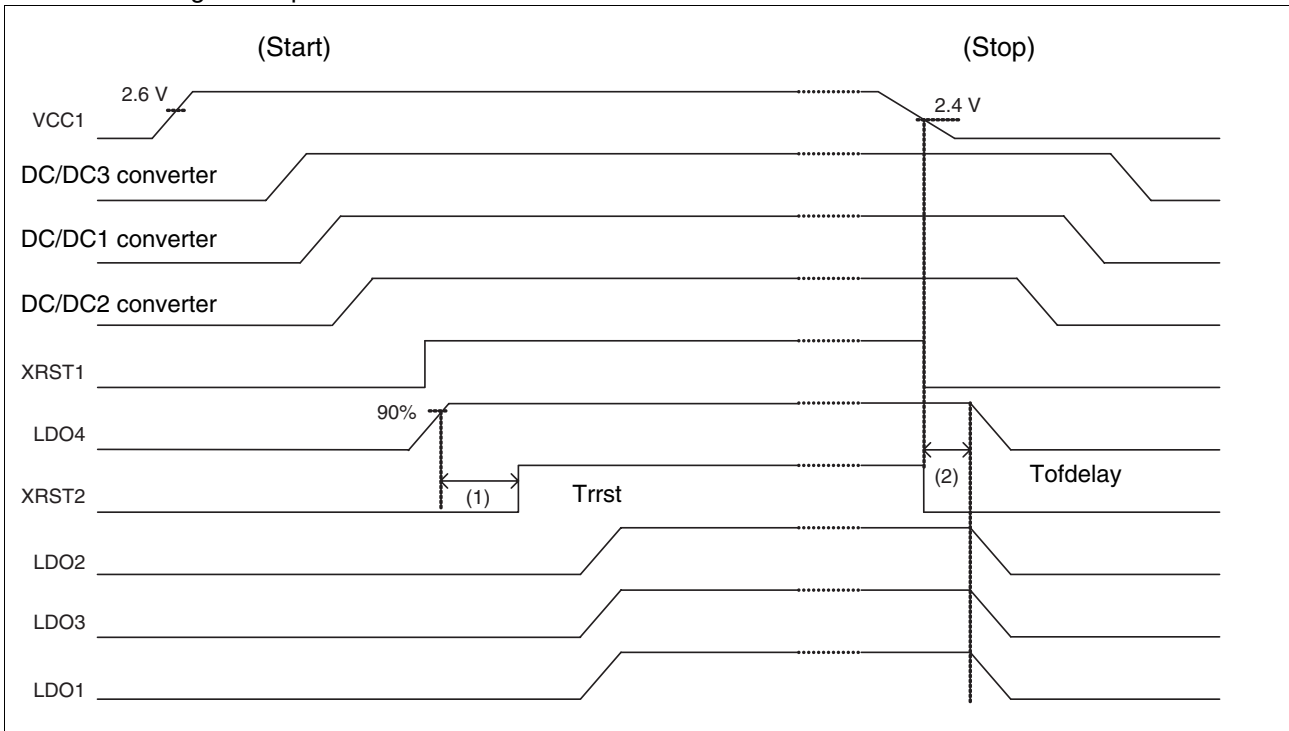 (Start) (Stop)
2.6 V
2.4 V
VCC1
DC/DC3 converter
DC/DC1 converter
DC/DC2 converter
XRST1
90%
LDO4
(1) Trrst
(2) Tofdelay
XRST2
LDO2
LDO3
LDO1